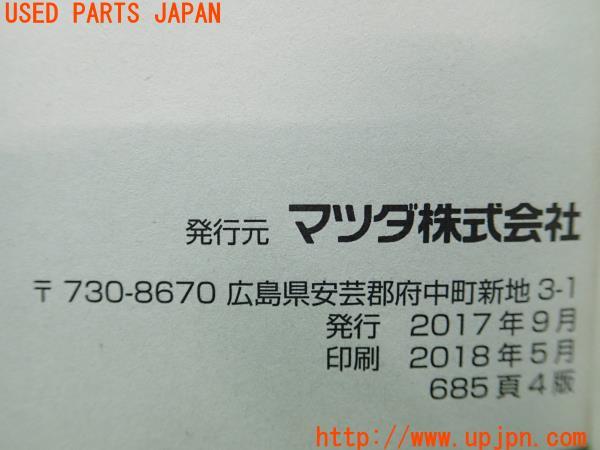 USED PARTS JAPAN
発行元 マツダ株式会社
〒730-8670 広島県安芸郡府中町新地3-1
発行 2017年9月
印刷 2018年5月
685頁4版
http://www.upjpn.com/